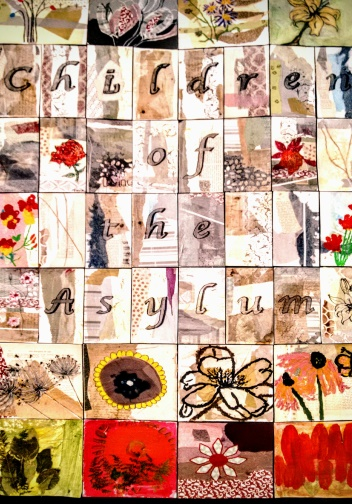 Children
of
the
Asylum